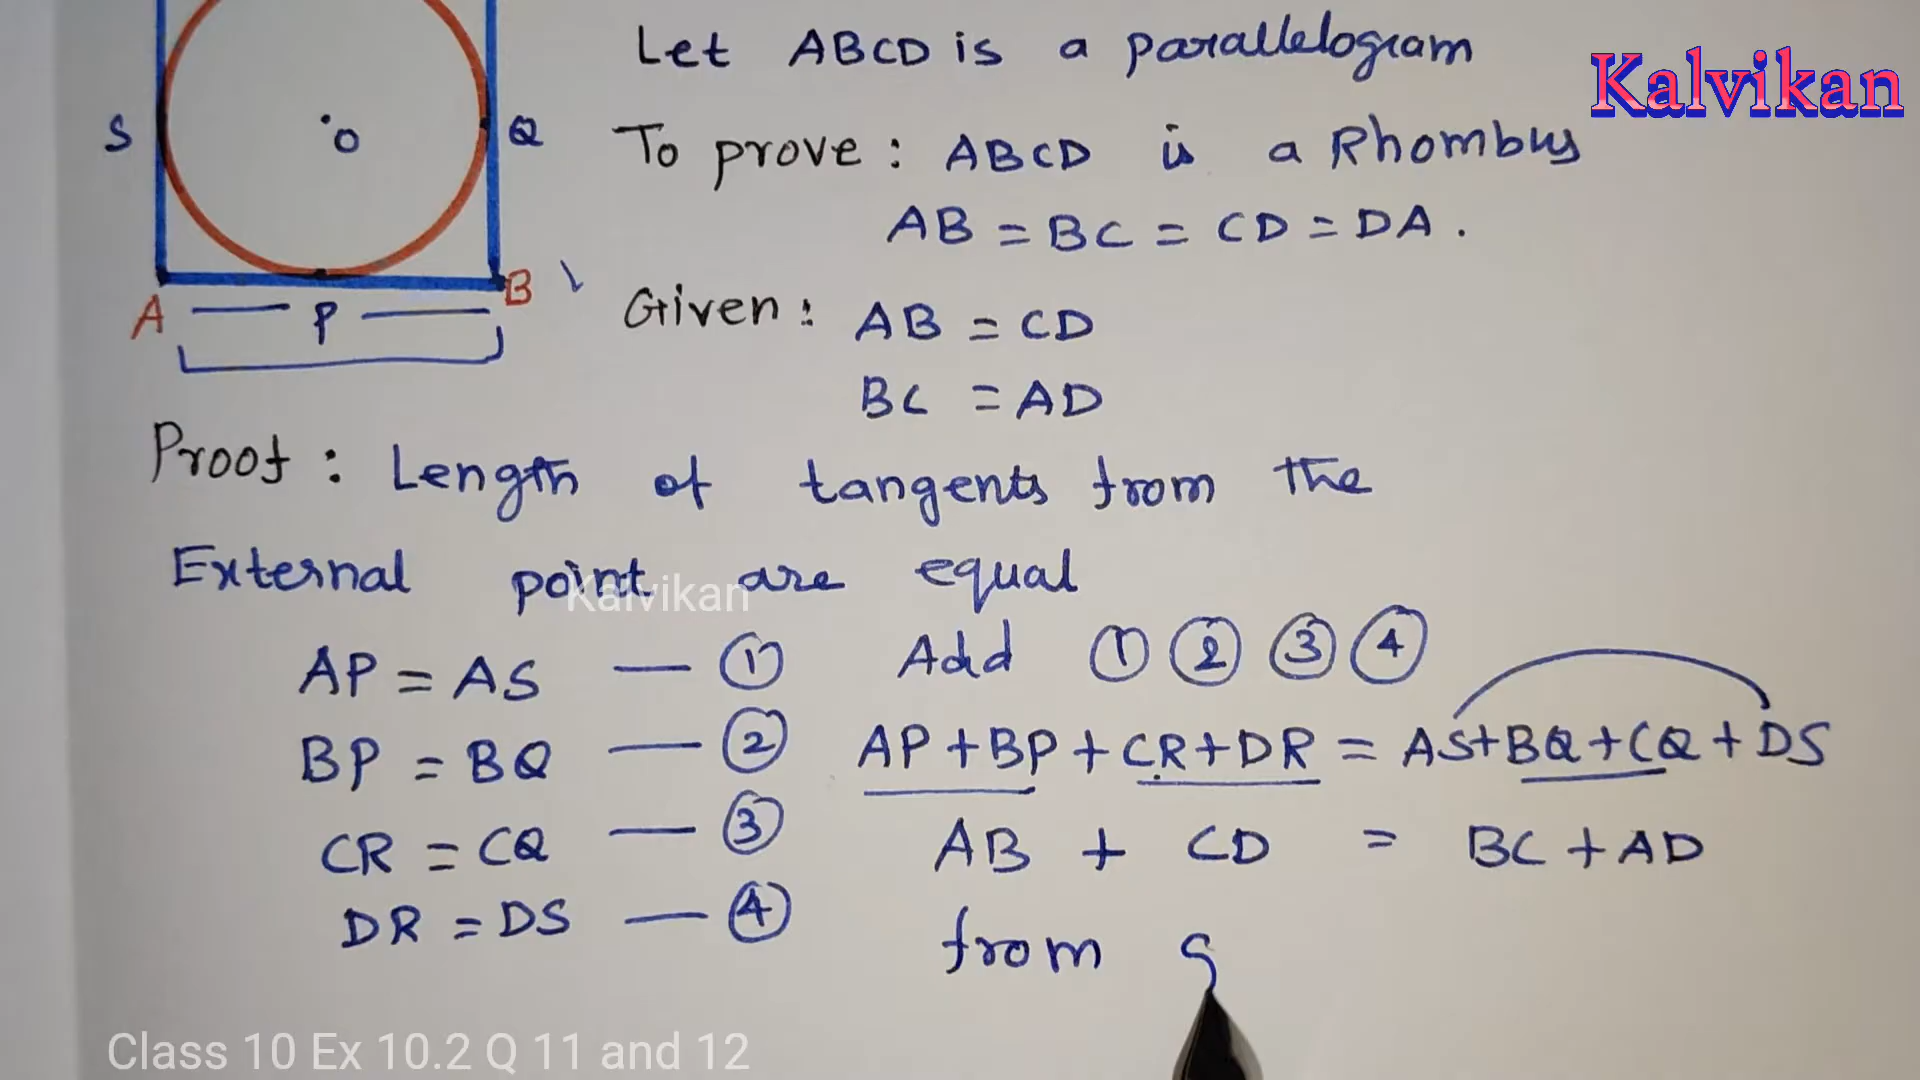 Let ABCD is a parallelogram
Kalvikan
S
O
Q
To prove : ABCD is a Rhombus
AB = BC = CD = DA .
A P B
Given : AB = CD
BC = AD
Proof : Length of tangents from the
External point are equal
Kalvikan
AP = AS — ①
BP = BQ — ②
CR = CQ — ③
DR = DS — ④
Add ① ② ③ ④
AP + BP + CR + DR = AS + BQ + CQ + DS
AB + CD = BC + AD
from G
Class 10 Ex 10.2 Q 11 and 12